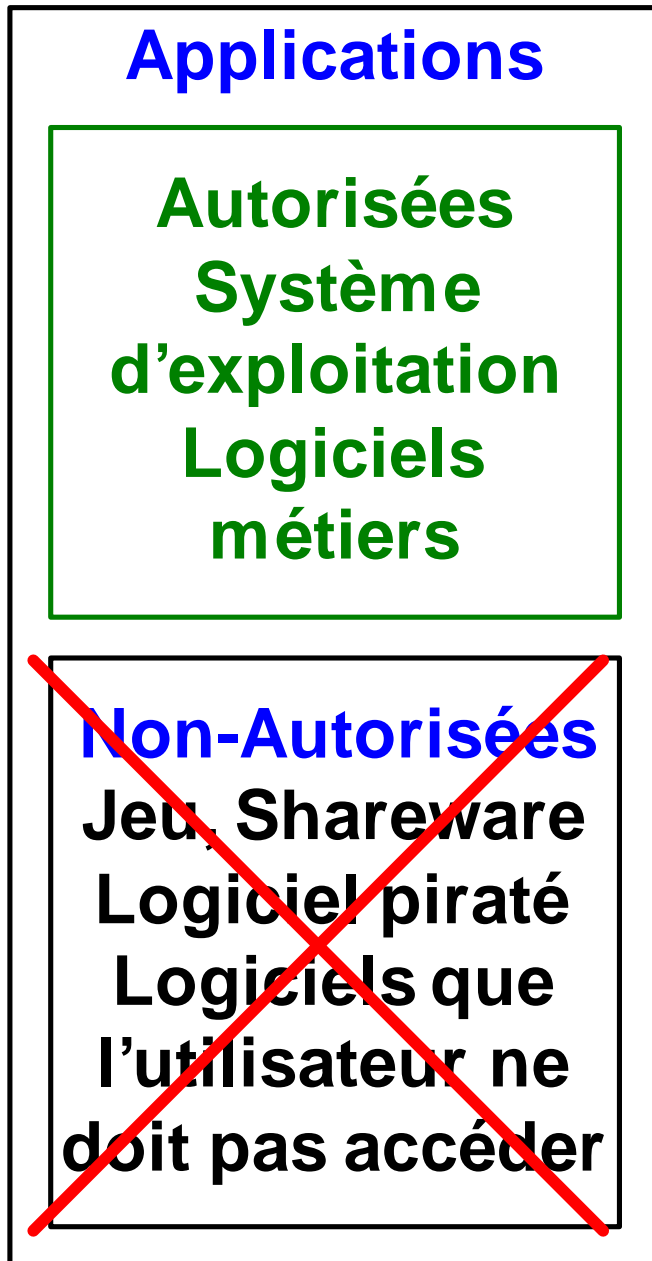 Applications
Autorisées
Système
d’exploitation
Logiciels
métiers
Non-Autorisées
Jeu, Shareware
Logiciel piraté
Logiciels que
l’utilisateur ne
doit pas accéder